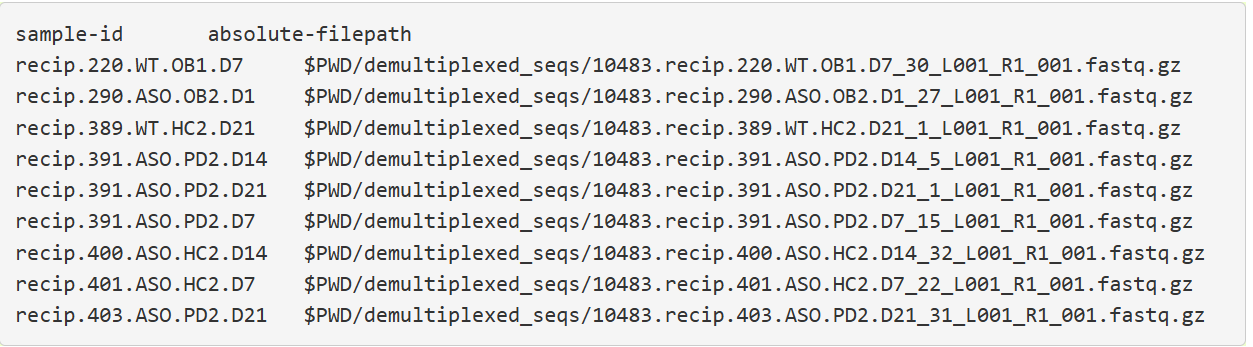 sample-id absolute-filepath
recip.220.WT.OB1.D7 $PWD/demultiplexed_seqs/10483.recip.220.WT.OB1.D7_30_L001_R1_001.fastq.gz
recip.290.ASO.OB2.D1 $PWD/demultiplexed_seqs/10483.recip.290.ASO.OB2.D1_27_L001_R1_001.fastq.gz
recip.389.WT.HC2.D21 $PWD/demultiplexed_seqs/10483.recip.389.WT.HC2.D21_1_L001_R1_001.fastq.gz
recip.391.ASO.PD2.D14 $PWD/demultiplexed_seqs/10483.recip.391.ASO.PD2.D14_5_L001_R1_001.fastq.gz
recip.391.ASO.PD2.D21 $PWD/demultiplexed_seqs/10483.recip.391.ASO.PD2.D21_1_L001_R1_001.fastq.gz
recip.391.ASO.PD2.D7 $PWD/demultiplexed_seqs/10483.recip.391.ASO.PD2.D7_15_L001_R1_001.fastq.gz
recip.400.ASO.HC2.D14 $PWD/demultiplexed_seqs/10483.recip.400.ASO.HC2.D14_32_L001_R1_001.fastq.gz
recip.401.ASO.HC2.D7 $PWD/demultiplexed_seqs/10483.recip.401.ASO.HC2.D7_22_L001_R1_001.fastq.gz
recip.403.ASO.PD2.D21 $PWD/demultiplexed_seqs/10483.recip.403.ASO.PD2.D21_31_L001_R1_001.fastq.gz